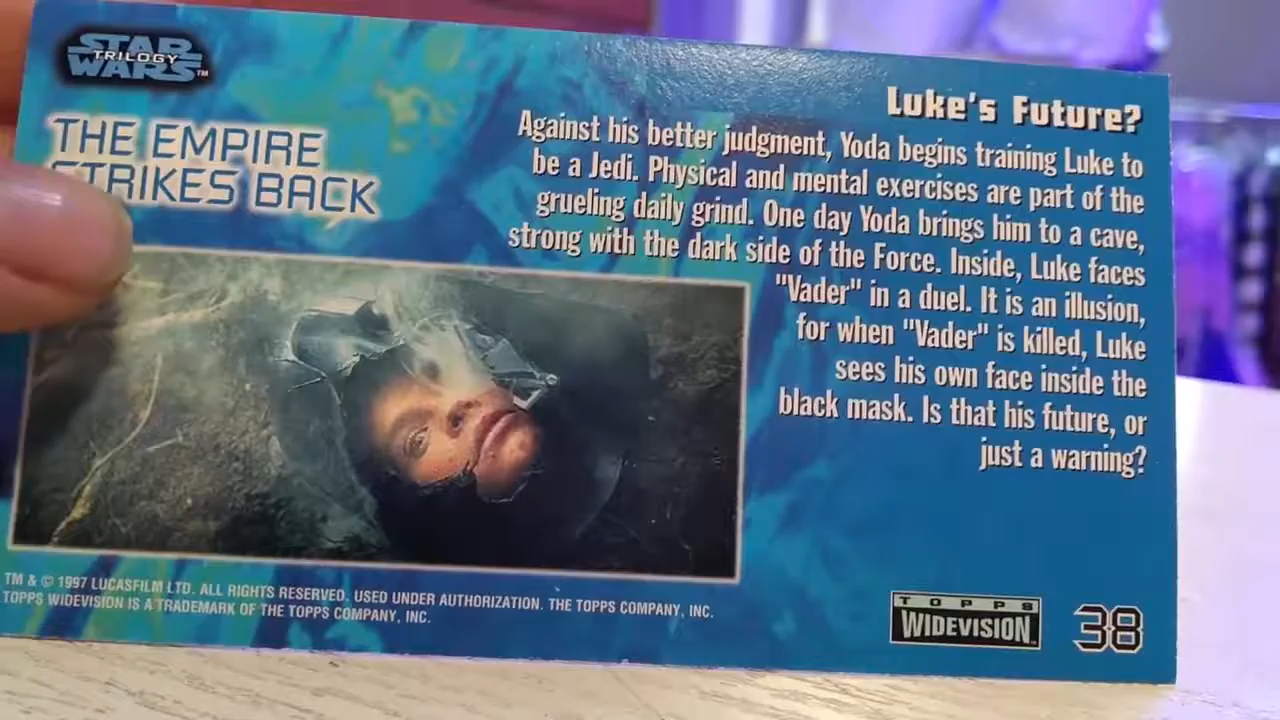 STAR
TRILOGY
WARS™
THE EMPIRE
STRIKES BACK
Luke's Future?
Against his better judgment, Yoda begins training Luke to
be a Jedi. Physical and mental exercises are part of the
grueling daily grind. One day Yoda brings him to a cave,
strong with the dark side of the Force. Inside, Luke faces
"Vader" in a duel. It is an illusion,
for when "Vader" is killed, Luke
sees his own face inside the
black mask. Is that his future, or
just a warning?
TM & © 1997 LUCASFILM LTD. ALL RIGHTS RESERVED. USED UNDER AUTHORIZATION. THE TOPPS COMPANY, INC.
TOPPS WIDEVISION IS A TRADEMARK OF THE TOPPS COMPANY, INC.
TOPPS
WIDEVISION
38